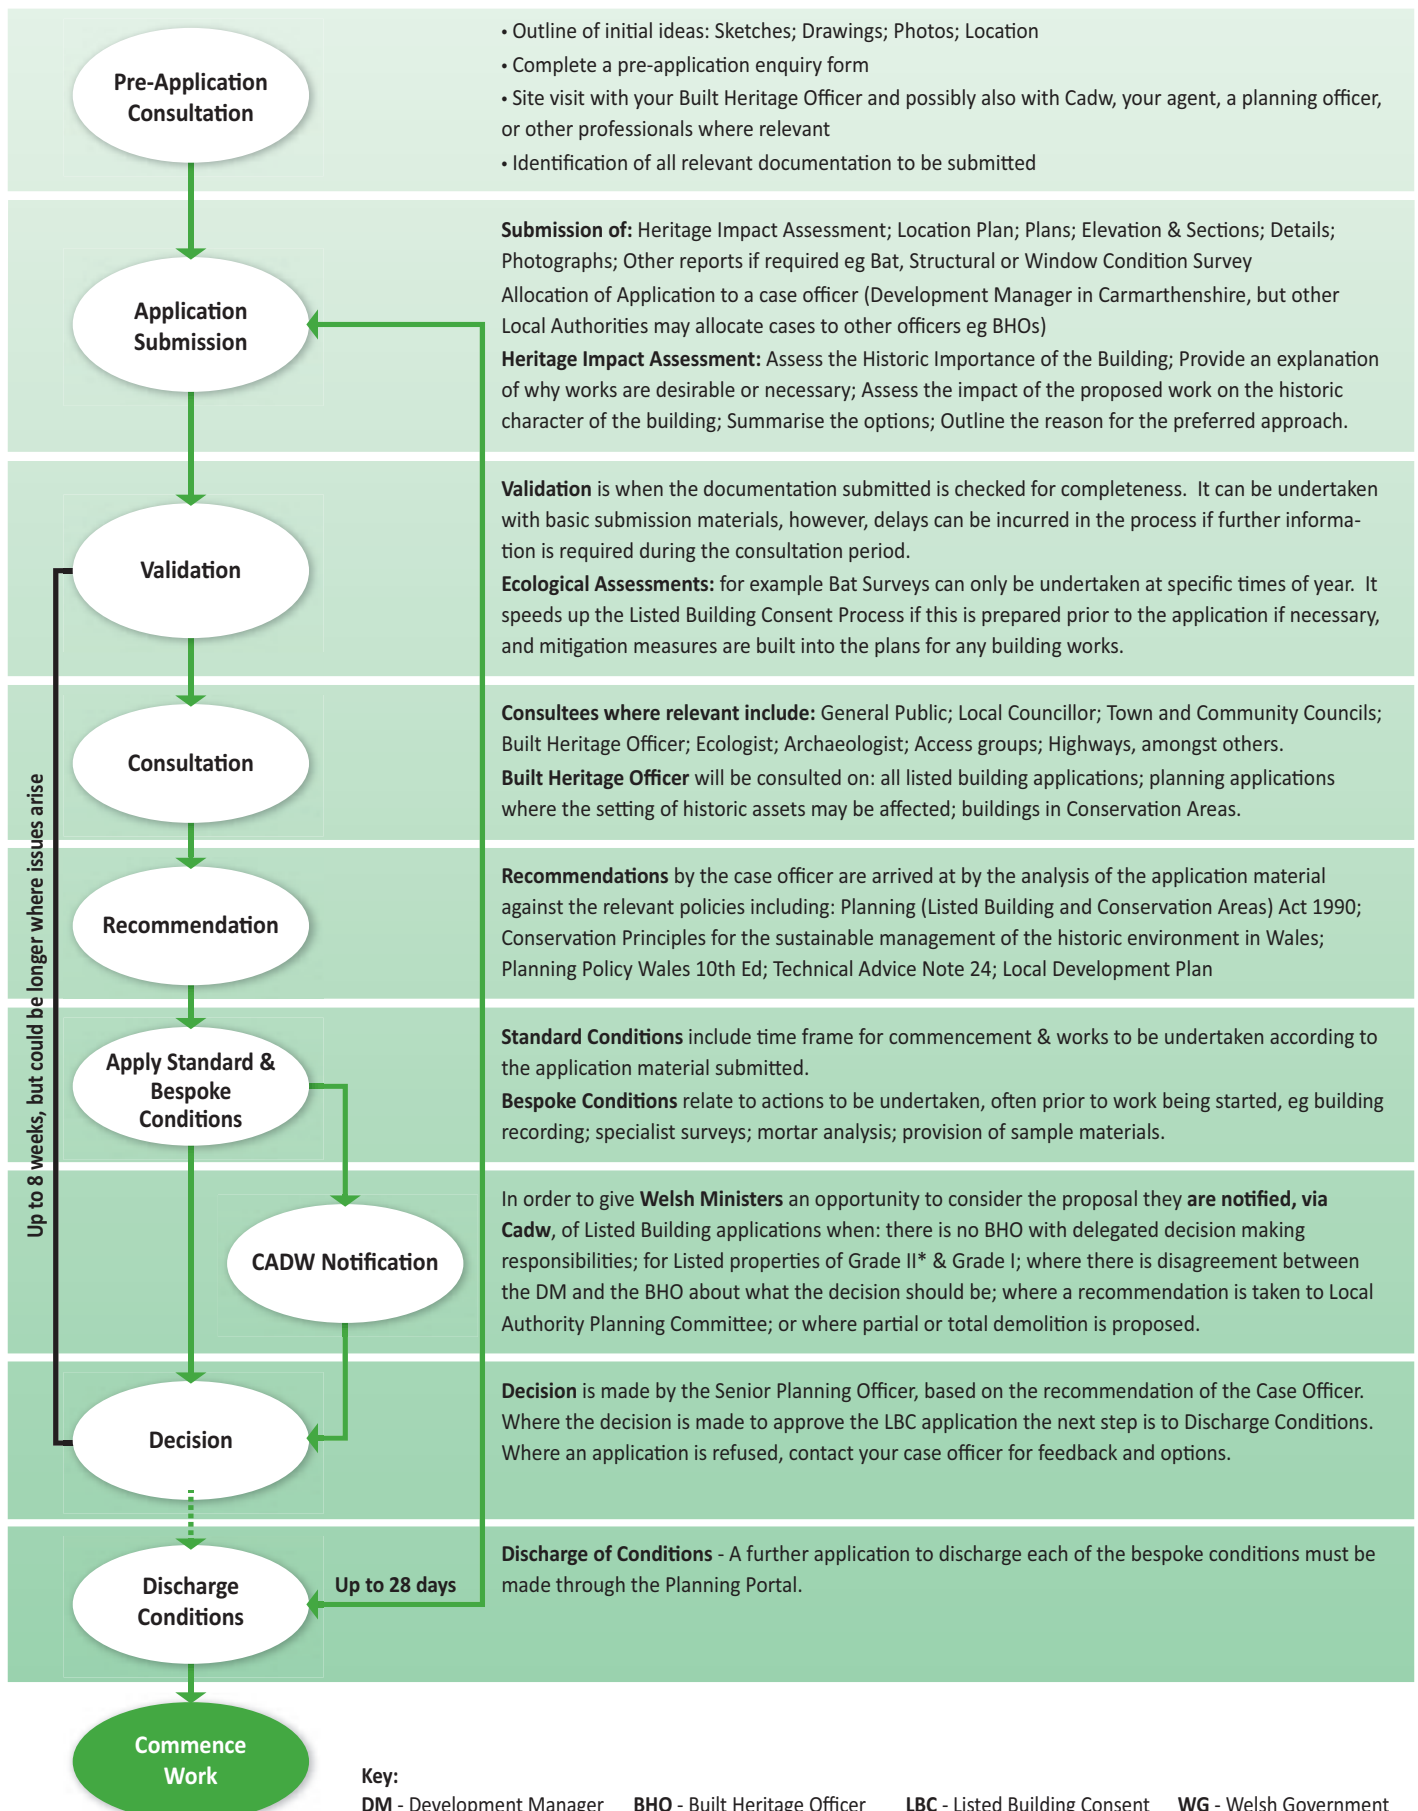 Pre-Application
Consultation
• Outline of initial ideas: Sketches; Drawings; Photos; Location
• Complete a pre-application enquiry form
• Site visit with your Built Heritage Officer and possibly also with Cadw, your agent, a planning officer,
or other professionals where relevant
• Identification of all relevant documentation to be submitted
Application
Submission
Submission of: Heritage Impact Assessment; Location Plan; Plans; Elevation & Sections; Details;
Photographs; Other reports if required eg Bat, Structural or Window Condition Survey
Allocation of Application to a case officer (Development Manager in Carmarthenshire, but other
Local Authorities may allocate cases to other officers eg BHOs)
Heritage Impact Assessment: Assess the Historic Importance of the Building; Provide an explanation
of why works are desirable or necessary; Assess the impact of the proposed work on the historic
character of the building; Summarise the options; Outline the reason for the preferred approach.
Validation
Validation is when the documentation submitted is checked for completeness. It can be undertaken
with basic submission materials, however, delays can be incurred in the process if further informa-
tion is required during the consultation period.
Ecological Assessments: for example Bat Surveys can only be undertaken at specific times of year. It
speeds up the Listed Building Consent Process if this is prepared prior to the application if necessary,
and mitigation measures are built into the plans for any building works.
Up to 8 weeks, but could be longer where issues arise
Consultation
Consultees where relevant include: General Public; Local Councillor; Town and Community Councils;
Built Heritage Officer; Ecologist; Archaeologist; Access groups; Highways, amongst others.
Built Heritage Officer will be consulted on: all listed building applications; planning applications
where the setting of historic assets may be affected; buildings in Conservation Areas.
Recommendation
Recommendations by the case officer are arrived at by the analysis of the application material
against the relevant policies including: Planning (Listed Building and Conservation Areas) Act 1990;
Conservation Principles for the sustainable management of the historic environment in Wales;
Planning Policy Wales 10th Ed; Technical Advice Note 24; Local Development Plan
Apply Standard &
Bespoke
Conditions
Standard Conditions include time frame for commencement & works to be undertaken according to
the application material submitted.
Bespoke Conditions relate to actions to be undertaken, often prior to work being started, eg building
recording; specialist surveys; mortar analysis; provision of sample materials.
CADW Notification
In order to give Welsh Ministers an opportunity to consider the proposal they are notified, via
Cadw, of Listed Building applications when: there is no BHO with delegated decision making
responsibilities; for Listed properties of Grade II* & Grade I; where there is disagreement between
the DM and the BHO about what the decision should be; where a recommendation is taken to Local
Authority Planning Committee; or where partial or total demolition is proposed.
Decision
Decision is made by the Senior Planning Officer, based on the recommendation of the Case Officer.
Where the decision is made to approve the LBC application the next step is to Discharge Conditions.
Where an application is refused, contact your case officer for feedback and options.
Discharge
Conditions
Up to 28 days
Discharge of Conditions - A further application to discharge each of the bespoke conditions must be
made through the Planning Portal.
Commence
Work
Key:
DM - Development Manager BHO - Built Heritage Officer LBC - Listed Building Consent WG - Welsh Government